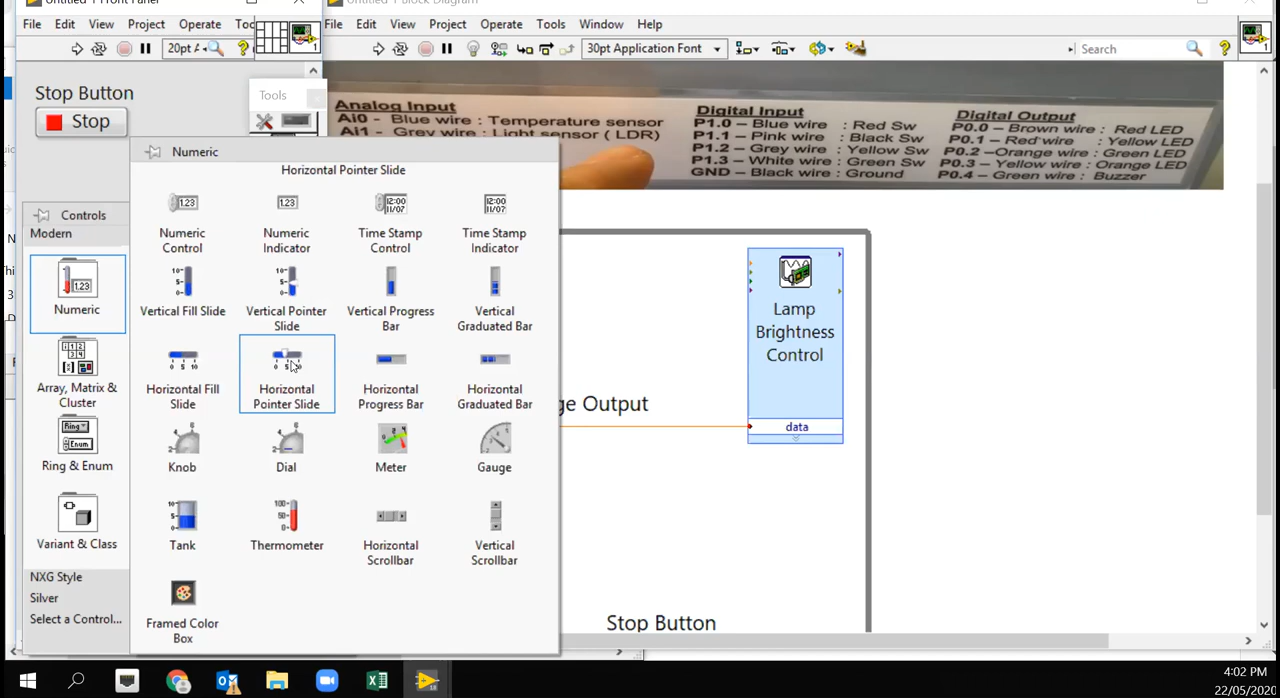 Untitled 1 Front Panel
Untitled 1 Block Diagram
File Edit View Project Operate
File Edit View Project Operate Tools Window Help
20pt
30pt Application Font
Search
Stop Button
Stop
Tools
Analog Input
Ai0 - Blue wire : Temperature sensor
Ai1 - Grey wire : Light sensor ( LDR)
Digital Input
P1.0 – Blue wire : Red Sw
P1.1 – Pink wire : Black Sw
P1.2 – Grey wire : Yellow Sw
P1.3 – White wire : Green Sw
GND – Black wire : Ground
Digital Output
P0.0 – Brown wire : Red LED
P0.1 – Red wire : Yellow LED
P0.2 – Orange wire : Green LED
P0.3 – Yellow wire : Orange LED
P0.4 – Green wire : Buzzer
Controls
Modern
Numeric
Array, Matrix &
Cluster
Ring & Enum
Variant & Class
NXG Style
Silver
Select a Control...
Numeric
Horizontal Pointer Slide
Numeric
Control
Numeric
Indicator
Time Stamp
Control
Time Stamp
Indicator
Vertical Fill Slide
Vertical Pointer
Slide
Vertical Progress
Bar
Vertical
Graduated Bar
Horizontal Fill
Slide
Horizontal
Pointer Slide
Horizontal
Progress Bar
Horizontal
Graduated Bar
Knob
Dial
Meter
Gauge
Tank
Thermometer
Horizontal
Scrollbar
Vertical
Scrollbar
Framed Color
Box
Lamp
Brightness
Control
data
ge Output
Stop Button
4:02 PM
22/05/2020